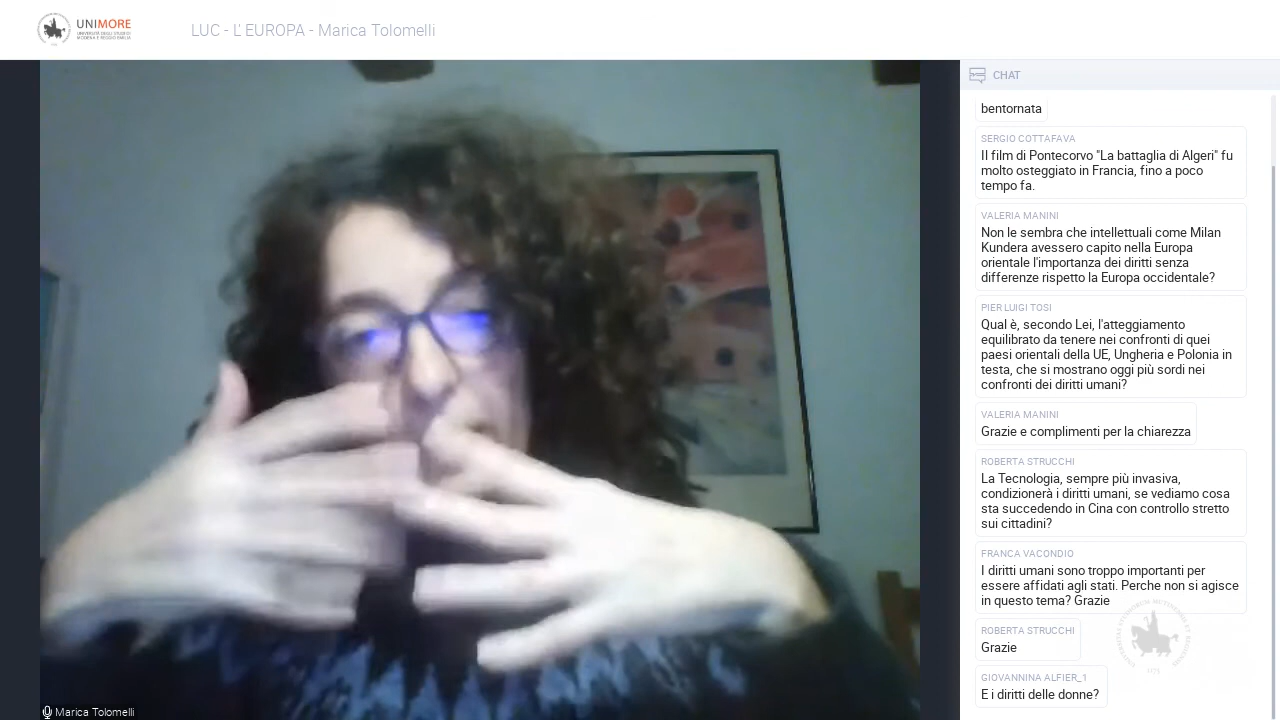 UNIMORE
UNIVERSITÀ DEGLI STUDI DI
MODENA E REGGIO EMILIA
LUC - L' EUROPA - Marica Tolomelli
CHAT
bentornata
SERGIO COTTAFAVA
Il film di Pontecorvo "La battaglia di Algeri" fu
molto osteggiato in Francia, fino a poco
tempo fa.
VALERIA MANINI
Non le sembra che intellettuali come Milan
Kundera avessero capito nella Europa
orientale l'importanza dei diritti senza
differenze rispetto la Europa occidentale?
PIER LUIGI TOSI
Qual è, secondo Lei, l'atteggiamento
equilibrato da tenere nei confronti di quei
paesi orientali della UE, Ungheria e Polonia in
testa, che si mostrano oggi più sordi nei
confronti dei diritti umani?
VALERIA MANINI
Grazie e complimenti per la chiarezza
ROBERTA STRUCCHI
La Tecnologia, sempre più invasiva,
condizionerà i diritti umani, se vediamo cosa
sta succedendo in Cina con controllo stretto
sui cittadini?
FRANCA VACONDIO
I diritti umani sono troppo importanti per
essere affidati agli stati. Perche non si agisce
in questo tema? Grazie
ROBERTA STRUCCHI
Grazie
GIOVANNINA ALFIER_1
E i diritti delle donne?
Marica Tolomelli